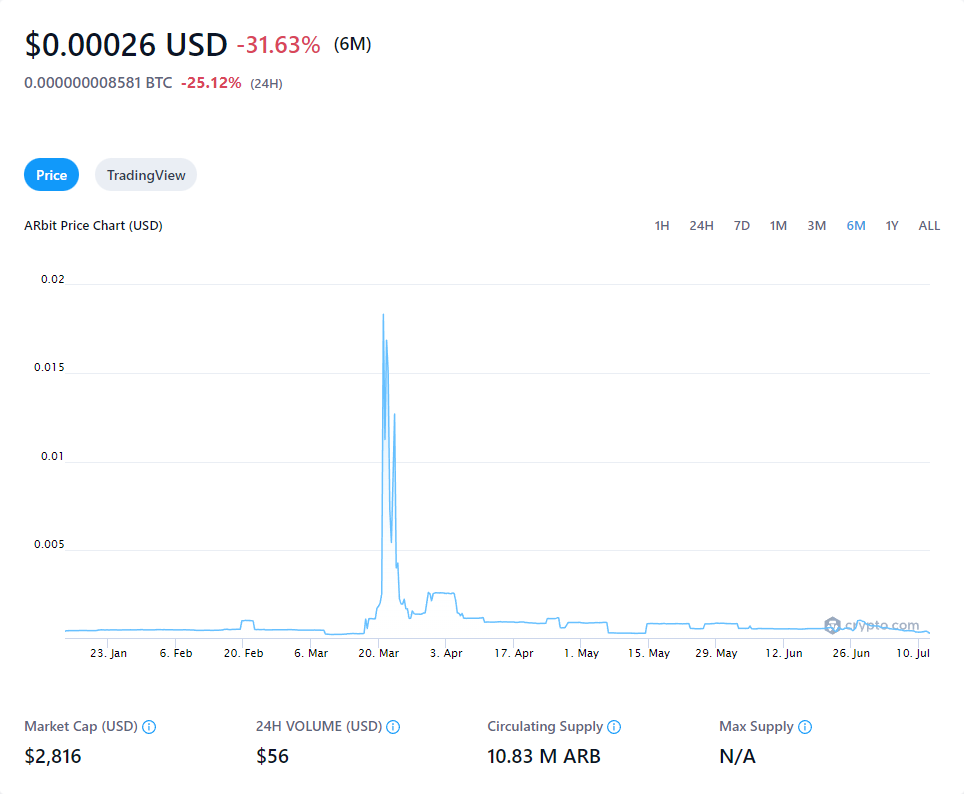 $0.00026 USD -31.63% (6M)
0.000000008581 BTC -25.12% (24H)
Price TradingView
ARbit Price Chart (USD) 1H 24H 7D 1M 3M 6M 1Y ALL
0.02
0.015
0.01
0.005
crypto.com
23. Jan 6. Feb 20. Feb 6. Mar 20. Mar 3. Apr 17. Apr 1. May 15. May 29. May 12. Jun 26. Jun 10. Jul
Market Cap (USD) 24H VOLUME (USD) Circulating Supply Max Supply
$2,816 $56 10.83 M ARB N/A